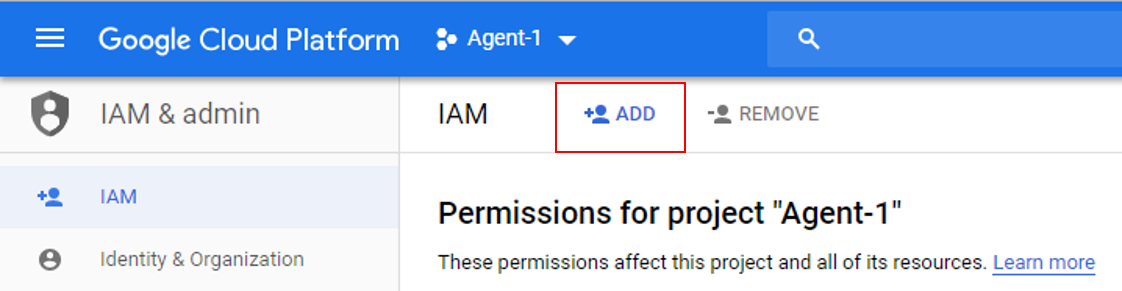 Google Cloud Platform Agent-1
IAM & admin
IAM ADD REMOVE
IAM
Identity & Organization
Permissions for project "Agent-1"
These permissions affect this project and all of its resources. Learn more